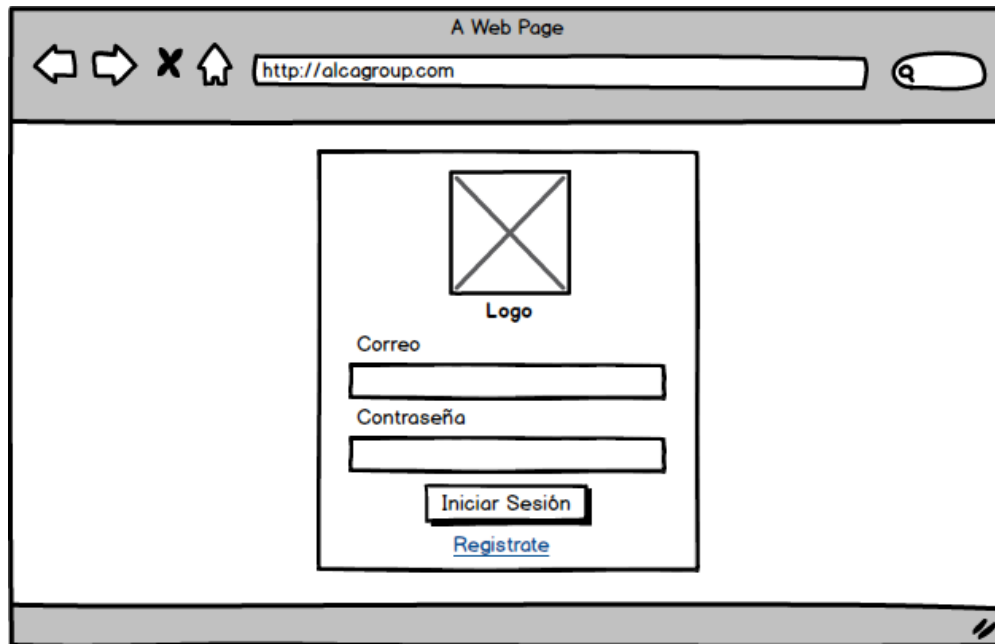 A Web Page
http://alcagroup.com
Logo
Correo
Contraseña
Iniciar Sesión
Registrate